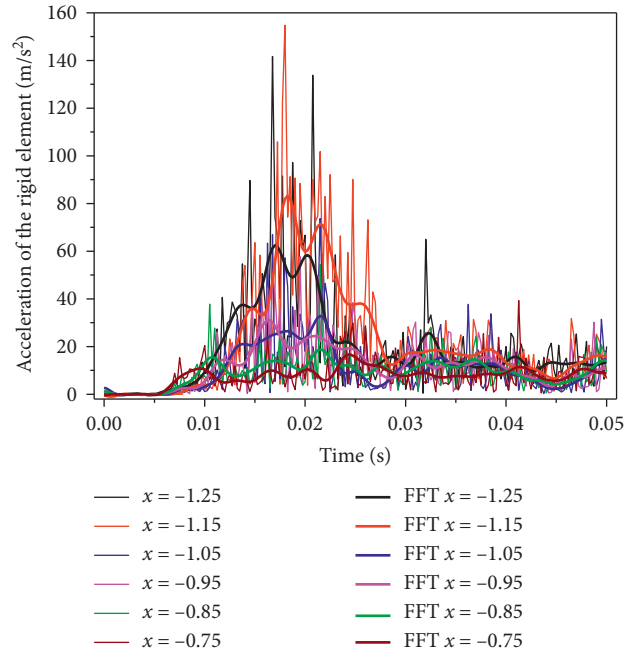 Acceleration of the rigid element (m/s²)
160
140
120
100
80
60
40
20
0
0.00 0.01 0.02 0.03 0.04 0.05
Time (s)
x = –1.25 FFT x = –1.25
x = –1.15 FFT x = –1.15
x = –1.05 FFT x = –1.05
x = –0.95 FFT x = –0.95
x = –0.85 FFT x = –0.85
x = –0.75 FFT x = –0.75